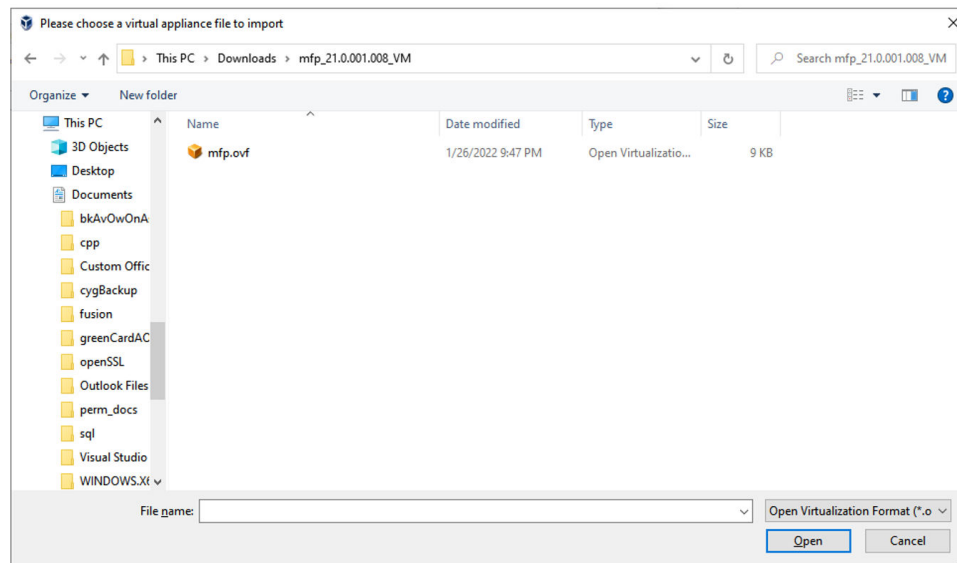 Please choose a virtual appliance file to import
This PC > Downloads > mfp_21.0.001.008_VM
Search mfp_21.0.001.008_VM
Organize New folder
Name Date modified Type Size
mfp.ovf 1/26/2022 9:47 PM Open Virtualizatio... 9 KB
This PC
3D Objects
Desktop
Documents
bkAvOwOnA
cpp
Custom Offic
cygBackup
fusion
greenCardAC
openSSL
Outlook Files
perm_docs
sql
Visual Studio
WINDOWS.X6
File name:
Open Virtualization Format (*.o
Open Cancel